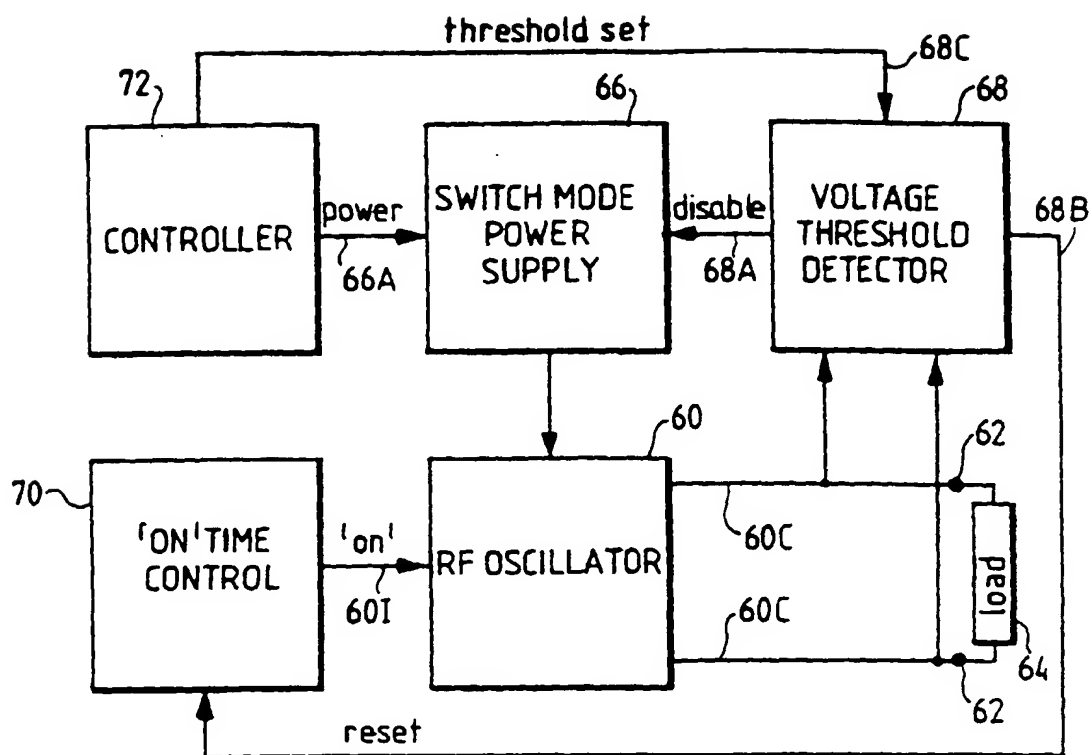 threshold set
68C
72
66
68
CONTROLLER
power
66A
SWITCH MODE
POWER
SUPPLY
disable
68A
VOLTAGE
THRESHOLD
DETECTOR
68B
60
62
70
'ON' TIME
CONTROL
'on'
60I
RF OSCILLATOR
60C
60C
load
64
62
reset